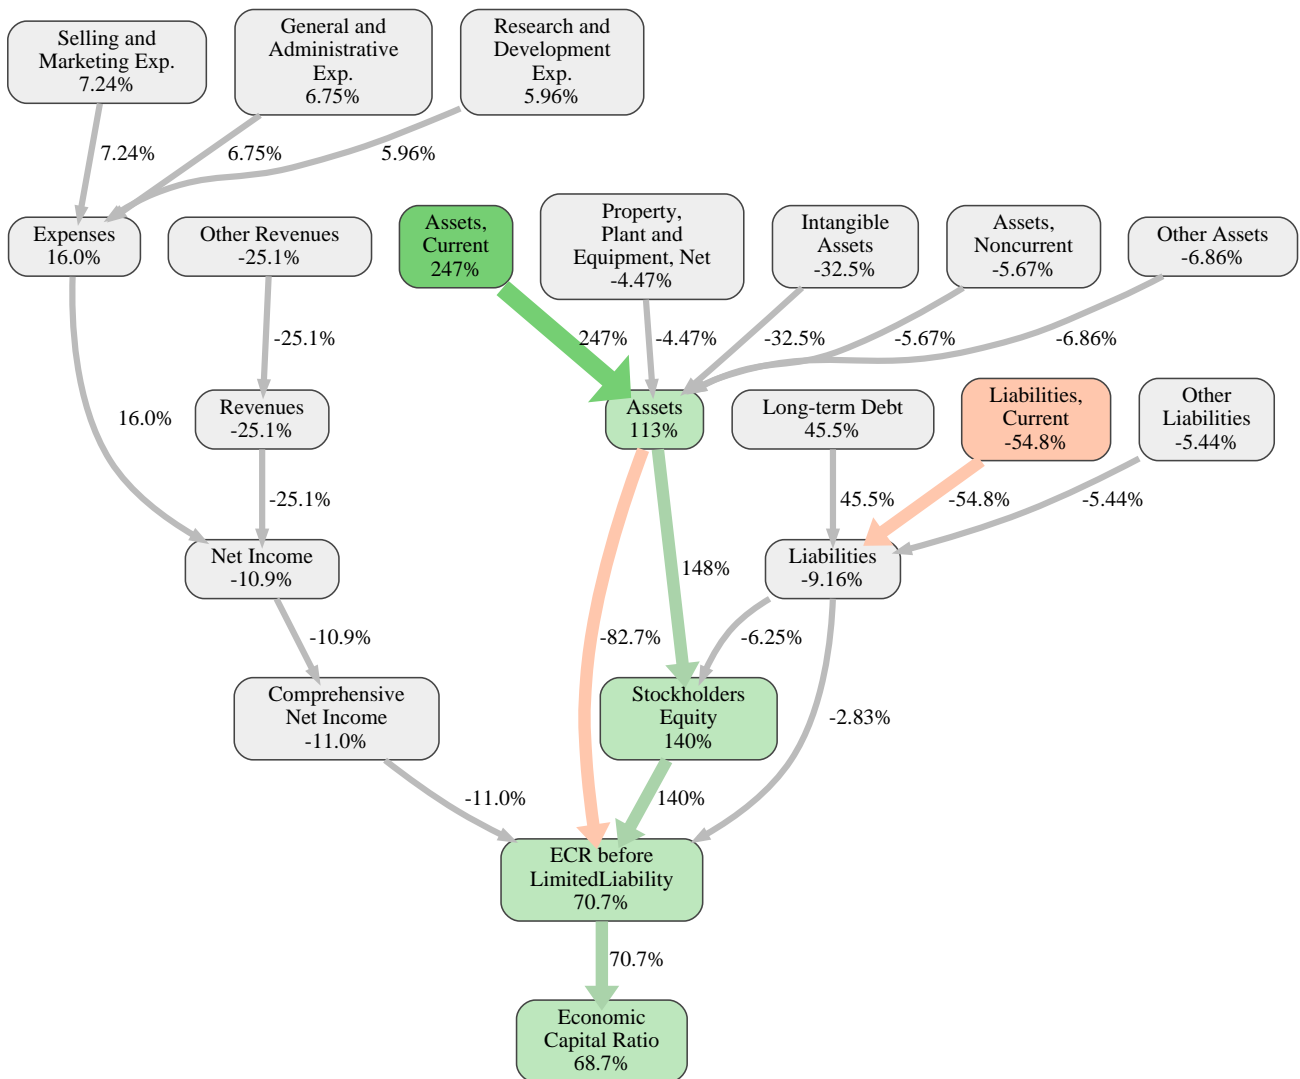 Selling and
Marketing Exp.
7.24%
General and
Administrative
Exp.
6.75%
Research and
Development
Exp.
5.96%
7.24%
6.75%
5.96%
Expenses
16.0%
Other Revenues
-25.1%
Assets,
Current
247%
Property,
Plant and
Equipment, Net
-4.47%
Intangible
Assets
-32.5%
Assets,
Noncurrent
-5.67%
Other Assets
-6.86%
-25.1%
247%
-4.47%
-32.5%
-5.67%
-6.86%
16.0%
Revenues
-25.1%
Assets
113%
Long-term Debt
45.5%
Liabilities,
Current
-54.8%
Other
Liabilities
-5.44%
-25.1%
45.5%
-54.8%
-5.44%
Net Income
-10.9%
148%
Liabilities
-9.16%
-10.9%
-82.7%
-6.25%
Comprehensive
Net Income
-11.0%
Stockholders
Equity
140%
-2.83%
-11.0%
140%
ECR before
LimitedLiability
70.7%
70.7%
Economic
Capital Ratio
68.7%